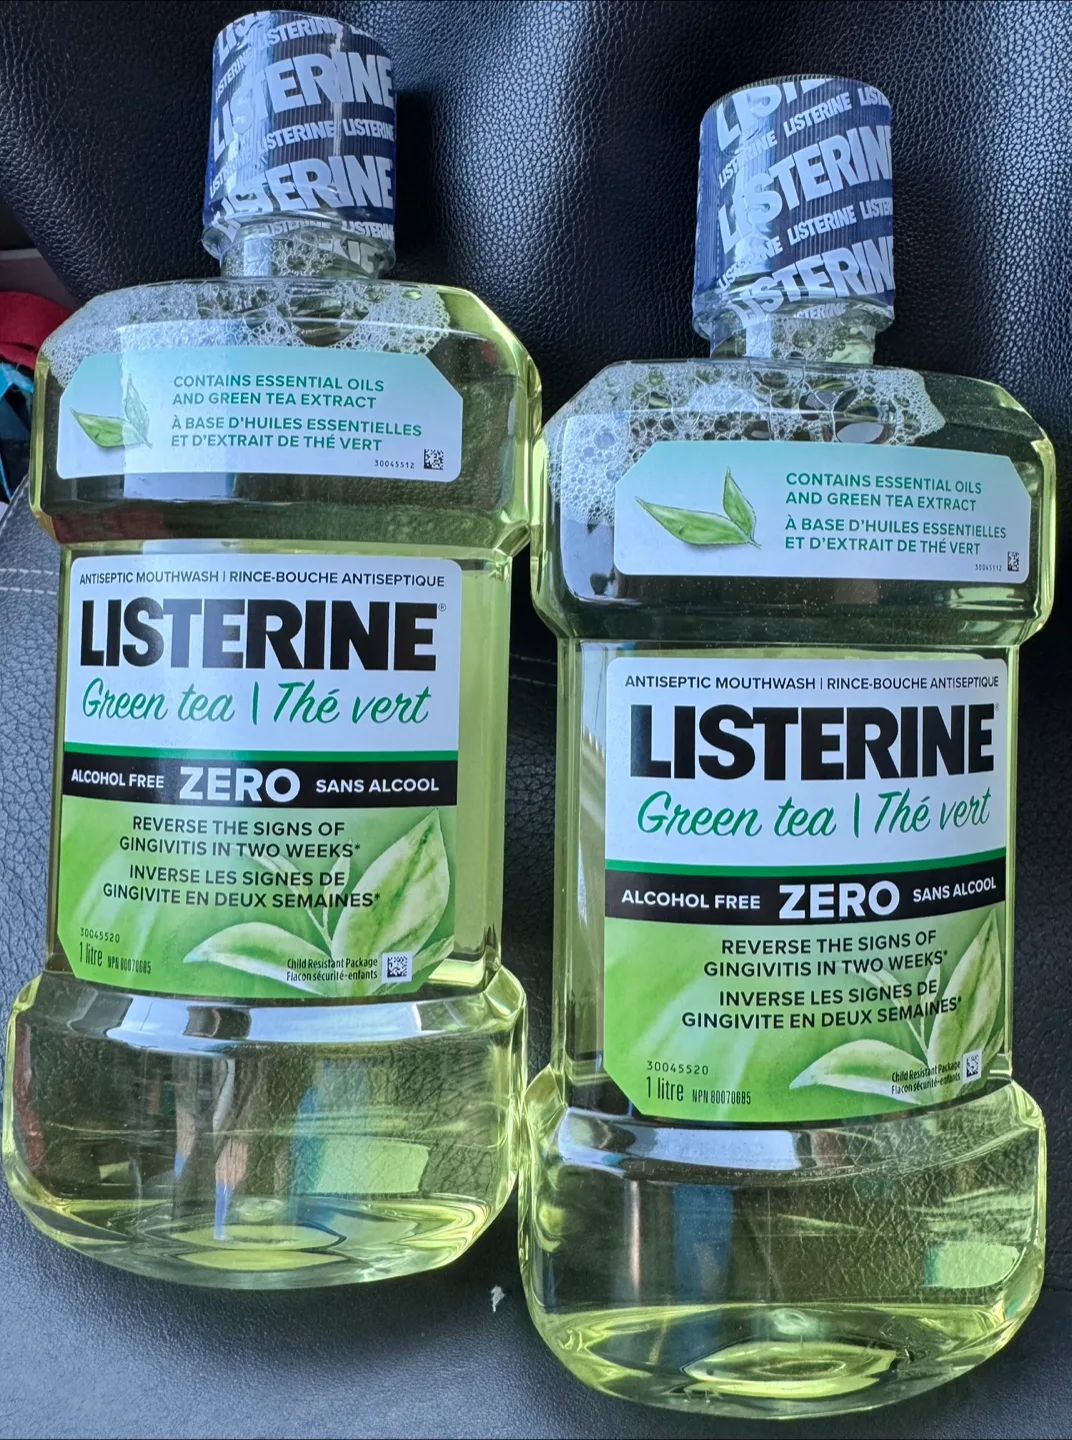 LISTERINE
LISTERINE
LISTERINE LISTERINE
LISTERINE
CONTAINS ESSENTIAL OILS
AND GREEN TEA EXTRACT
À BASE D'HUILES ESSENTIELLES
ET D'EXTRAIT DE THÉ VERT
30045512
ANTISEPTIC MOUTHWASH | RINCE-BOUCHE ANTISEPTIQUE
LISTERINE®
Green tea | Thé vert
ALCOHOL FREE ZERO SANS ALCOOL
REVERSE THE SIGNS OF
GINGIVITIS IN TWO WEEKS*
INVERSE LES SIGNES DE
GINGIVITE EN DEUX SEMAINES*
30045520
1 litre NPN 80070685
Child Resistant Package
Flacon sécurité-enfants
LISTERINE
LISTERINE
LISTERINE
LISTERINE
CONTAINS ESSENTIAL OILS
AND GREEN TEA EXTRACT
À BASE D'HUILES ESSENTIELLES
ET D'EXTRAIT DE THÉ VERT
30045512
ANTISEPTIC MOUTHWASH | RINCE-BOUCHE ANTISEPTIQUE
LISTERINE®
Green tea | Thé vert
ALCOHOL FREE ZERO SANS ALCOOL
REVERSE THE SIGNS OF
GINGIVITIS IN TWO WEEKS*
INVERSE LES SIGNES DE
GINGIVITE EN DEUX SEMAINES*
30045520
1 litre NPN 80070685
Child Resistant Package
Flacon sécurité-enfants